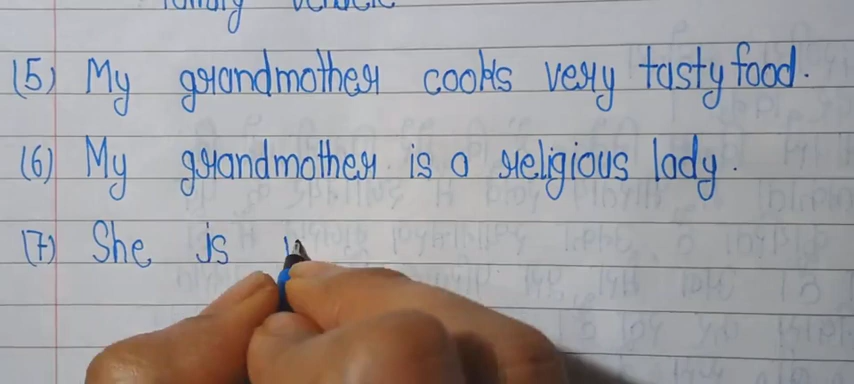 (5) My grandmother cooks very tasty food.
(6) My grandmother is a religious lady.
(7) She is